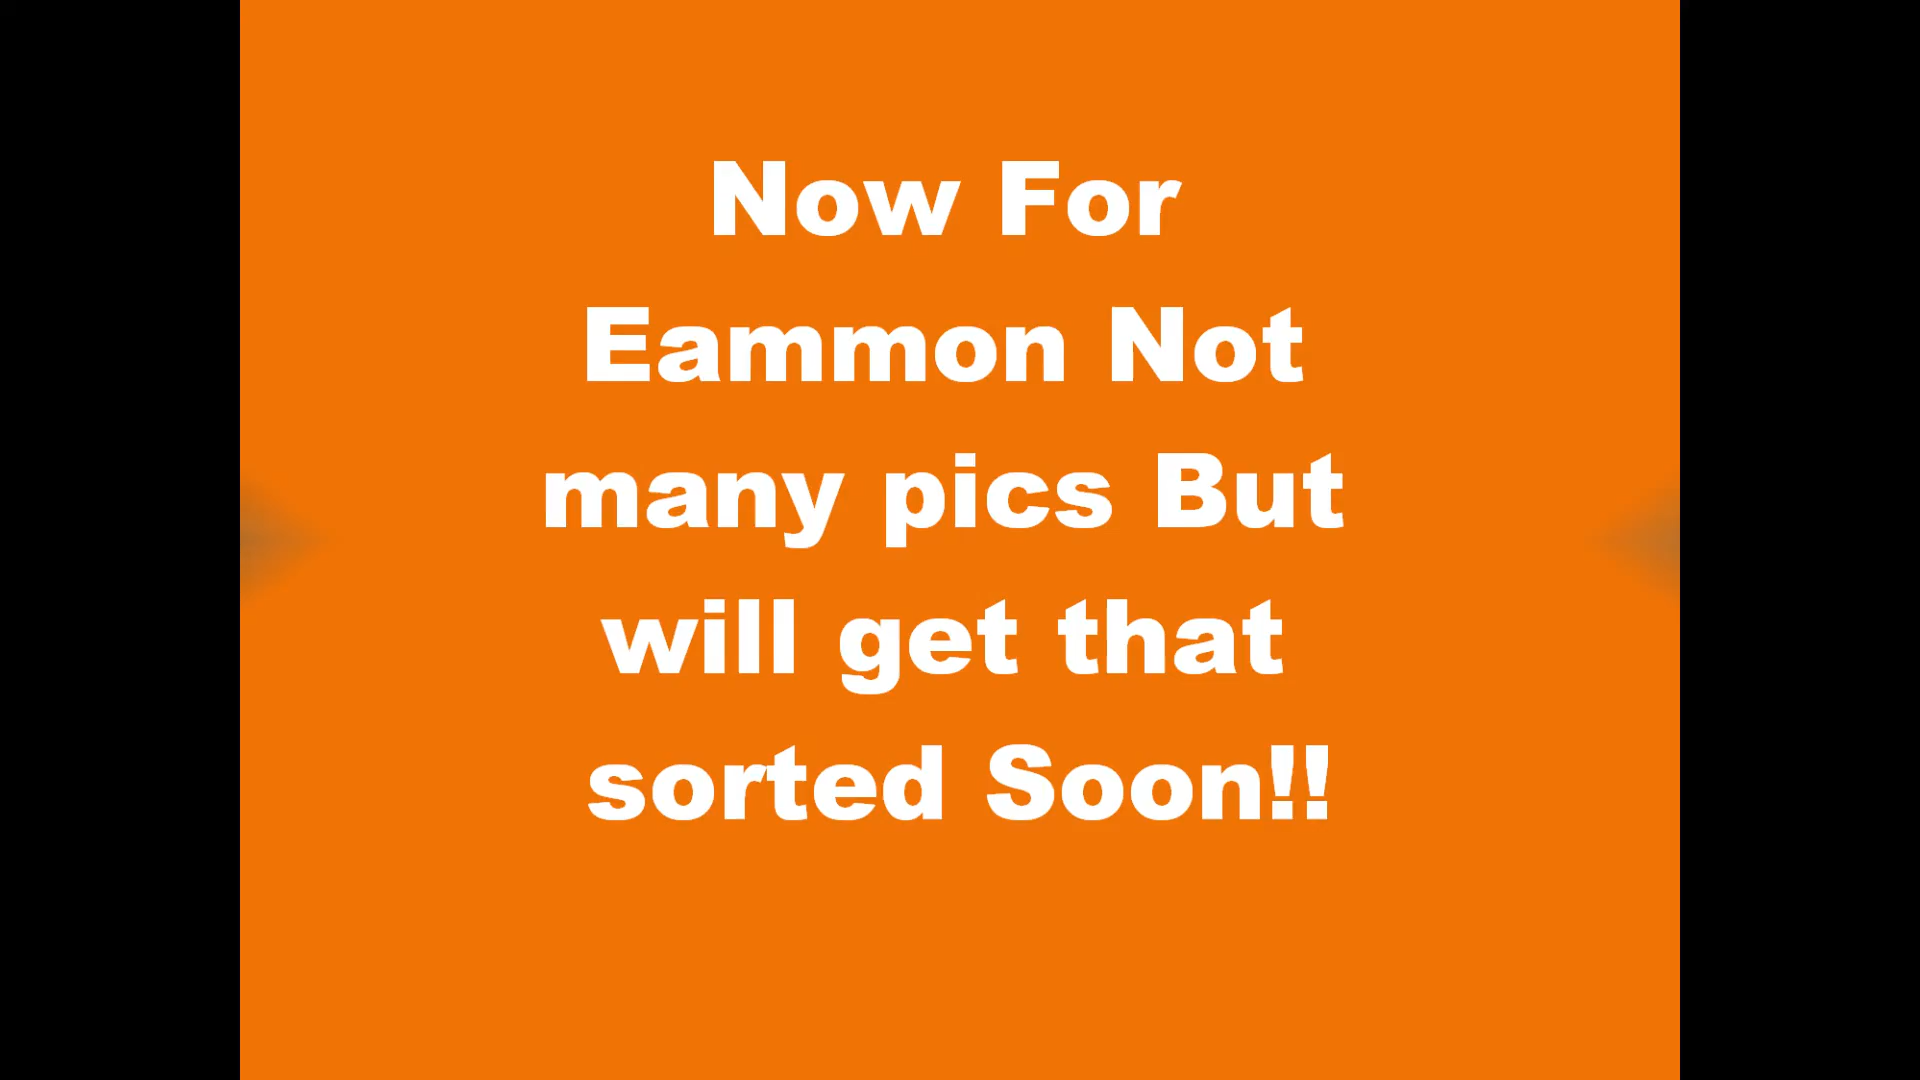 Now For
Eammon Not
many pics But
will get that
sorted Soon!!